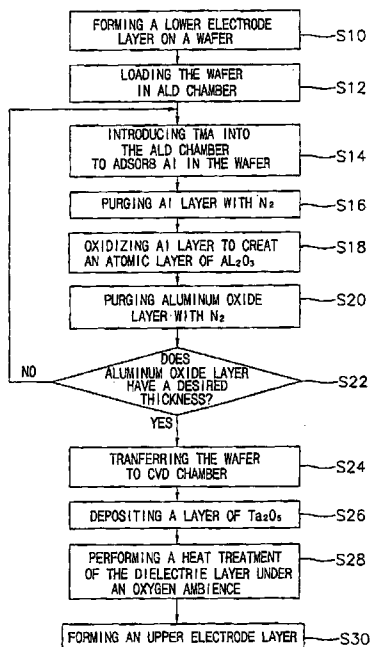 FORMING A LOWER ELECTRODE
LAYER ON A WAFER
S10
LOADING THE WAFER
IN ALD CHAMBER
S12
INTRODUCING TMA INTO
THE ALD CHAMBER
TO ADSORB Al IN THE WAFER
S14
PURGING Al LAYER WITH N₂
S16
OXIDIZING Al LAYER TO CREAT
AN ATOMIC LAYER OF AL₂O₃
S18
PURGING ALUMINUM OXIDE
LAYER WITH N₂
S20
DOES
ALUMINUM OXIDE LAYER
HAVE A DESIRED
THICKNESS?
S22
NO
YES
TRANFERRING THE WAFER
TO CVD CHAMBER
S24
DEPOSITING A LAYER OF Ta₂O₅
S26
PERFORMING A HEAT TREATMENT
OF THE DIELECTRIE LAYER UNDER
AN OXYGEN AMBIENCE
S28
FORMING AN UPPER ELECTRODE LAYER
S30